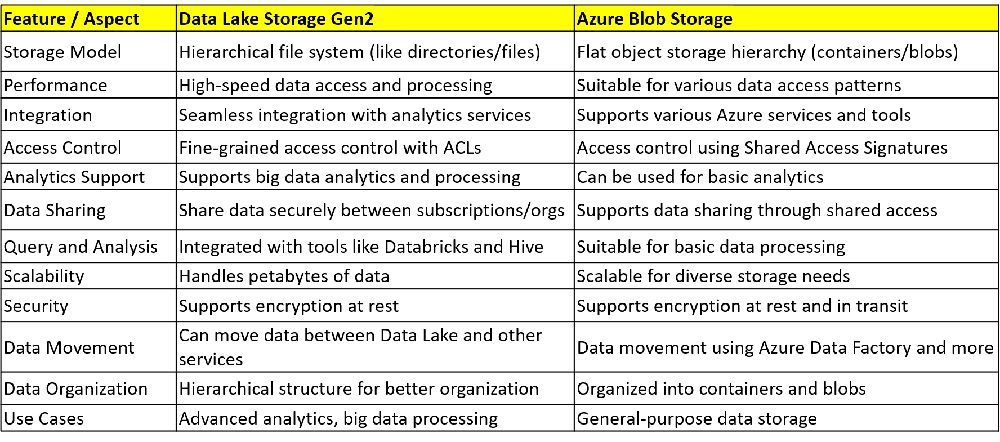 Feature / Aspect Data Lake Storage Gen2 Azure Blob Storage
Storage Model Hierarchical file system (like directories/files) Flat object storage hierarchy (containers/blobs)
Performance High-speed data access and processing Suitable for various data access patterns
Integration Seamless integration with analytics services Supports various Azure services and tools
Access Control Fine-grained access control with ACLs Access control using Shared Access Signatures
Analytics Support Supports big data analytics and processing Can be used for basic analytics
Data Sharing Share data securely between subscriptions/orgs Supports data sharing through shared access
Query and Analysis Integrated with tools like Databricks and Hive Suitable for basic data processing
Scalability Handles petabytes of data Scalable for diverse storage needs
Security Supports encryption at rest Supports encryption at rest and in transit
Data Movement Can move data between Data Lake and other
services Data movement using Azure Data Factory and more
Data Organization Hierarchical structure for better organization Organized into containers and blobs
Use Cases Advanced analytics, big data processing General-purpose data storage